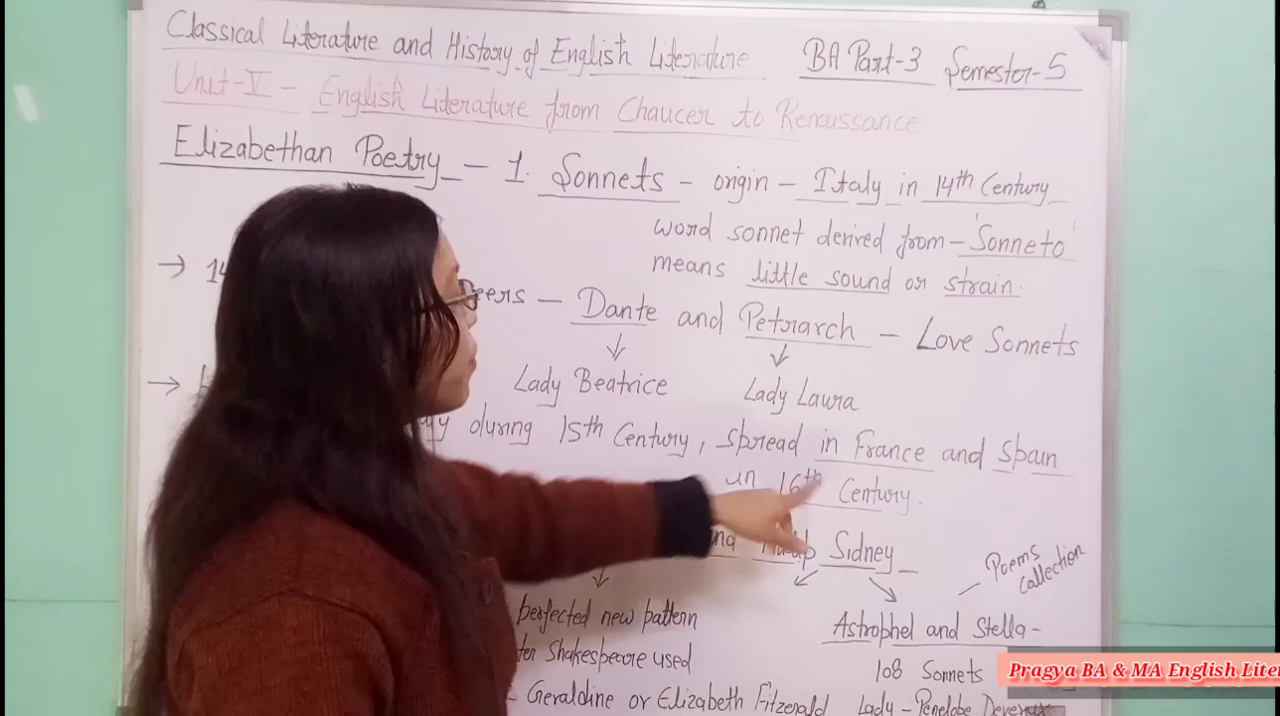 Classical Literature and History of English Literature BA Part-3 Semester-5
Unit-V - English Literature from Chaucer to Renaissance
Elizabethan Poetry - 1. Sonnets - origin - Italy in 14th Century
word sonnet derived from - 'Sonneto'
means little sound or strain.
→ 14
Dante and Petrarch - Love Sonnets
Lady Beatrice Lady Laura
→
during 15th Century, spread in France and Spain
in 16th Century.
Sidney -
Poems collection
perfected new pattern
Astrophel and Stella -
Shakespeare used
108 Sonnets
- Geraldine or Elizabeth Fitzerald Lady - Penelope
Pragya BA & MA English Liter